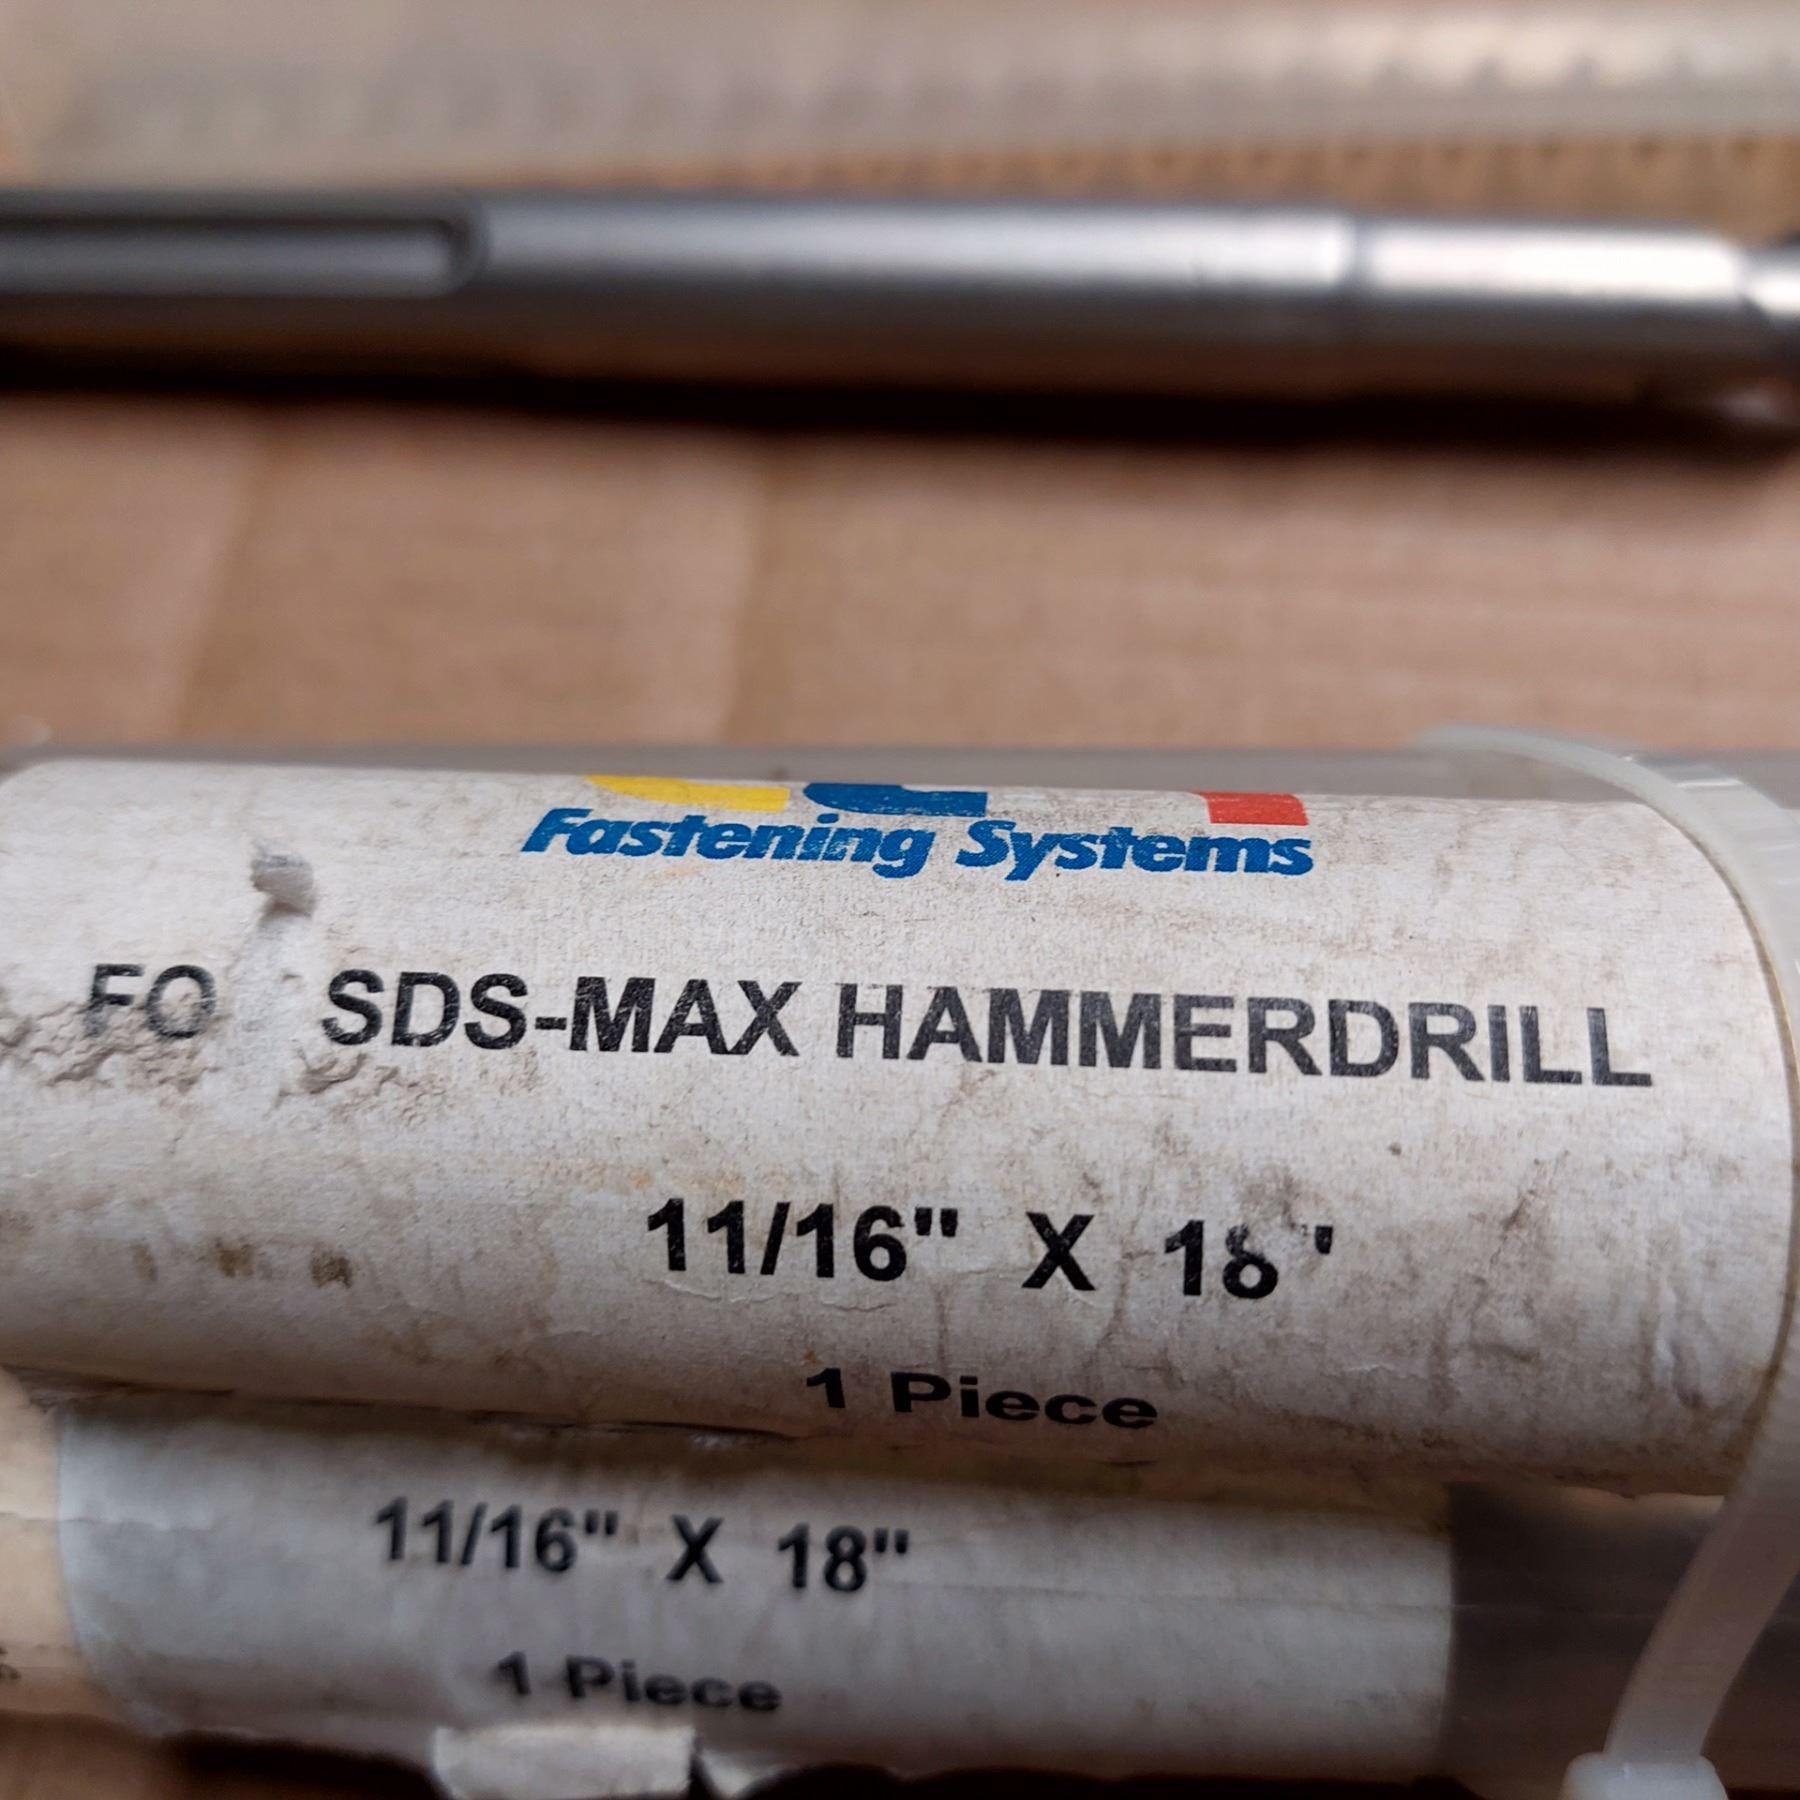 Fastening Systems
FO SDS-MAX HAMMERDRILL
11/16" X 18"
1 Piece
11/16" X 18"
1 Piece